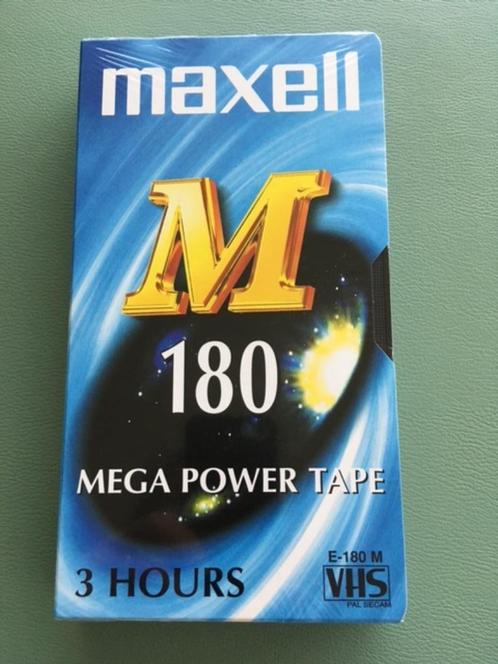 maxell
M
180
MEGA POWER TAPE
E-180 M
3 HOURS
VHS
PAL SECAM